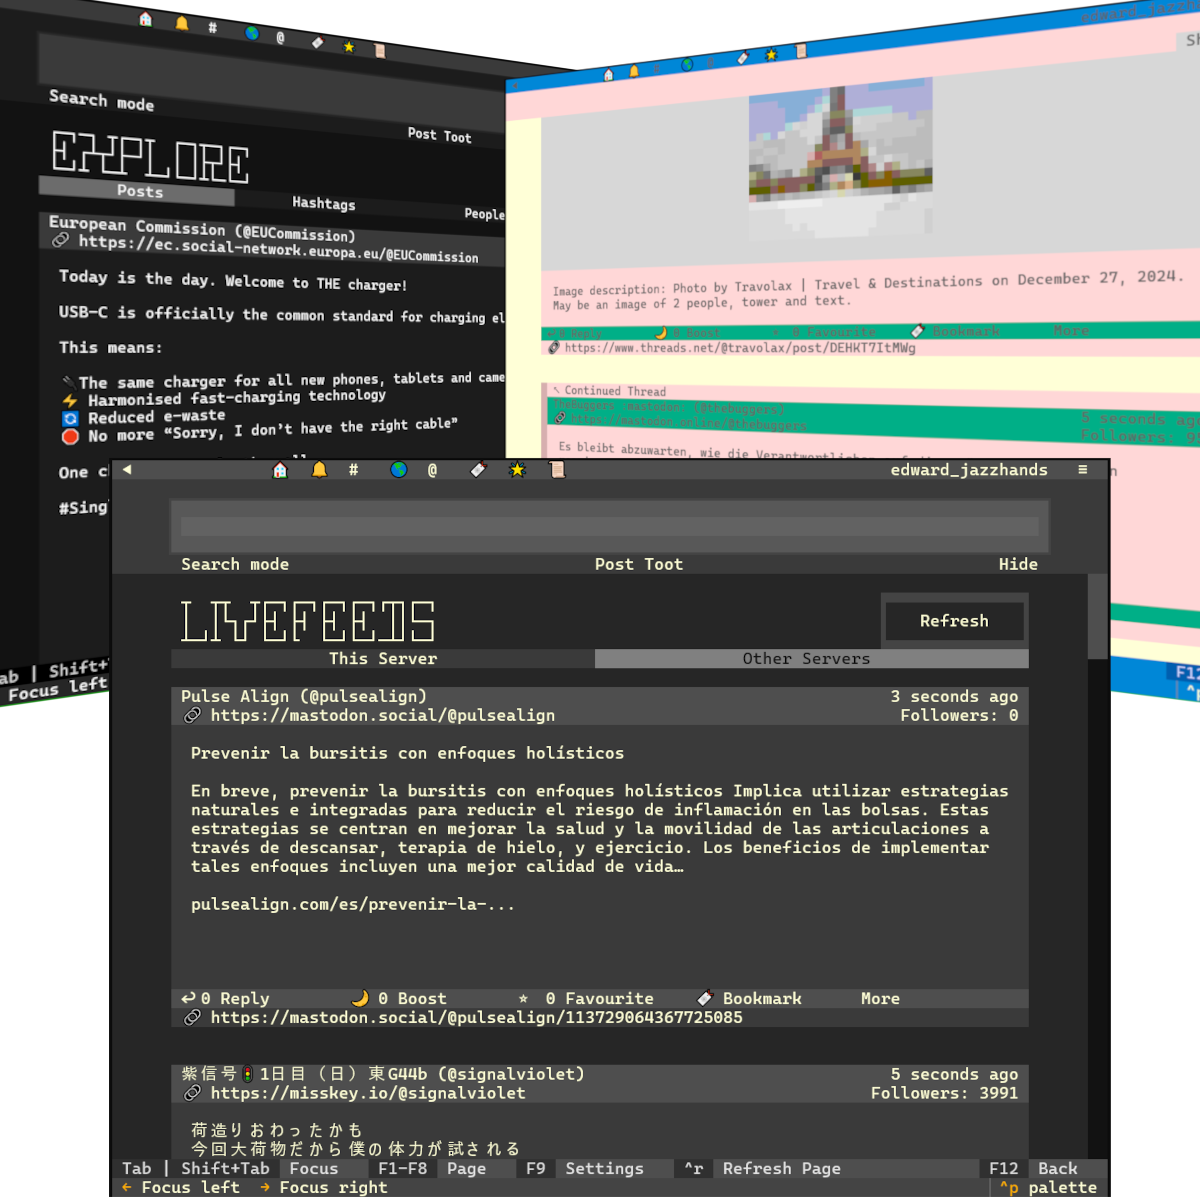 #
@
Search mode
Post Toot
EXPLORE
Posts
Hashtags
People
European Commission (@EUCommission)
https://ec.social-network.europa.eu/@EUCommission
Today is the day. Welcome to THE charger!
USB-C is officially the common standard for charging el
This means:
The same charger for all new phones, tablets and came
Harmonised fast-charging technology
Reduced e-waste
No more “Sorry, I don’t have the right cable”
#Sing
Tab | Shift+
Focus left
edward_jazzh
Image description: Photo by Travolax | Travel & Destinations on December 27, 2024.
May be an image of 2 people, tower and text.
0 Reply
0 Boost
0 Favourite
Bookmark
More
https://www.threads.net/@travolax/post/DEHKT7ItMWg
Continued Thread
TheBuggers :mastodon: (@thebuggers)
5 seconds ago
https://mastodon.online/@thebuggers
Followers:
Es bleibt abzuwarten, wie die
F12
^p
◀
#
@
edward_jazzhands
≡
Search mode
Post Toot
Hide
LIVEFEEDS
Refresh
This Server
Other Servers
Pulse Align (@pulsealign)
3 seconds ago
https://mastodon.social/@pulsealign
Followers: 0
Prevenir la bursitis con enfoques holísticos
En breve, prevenir la bursitis con enfoques holísticos Implica utilizar estrategias
naturales e integradas para reducir el riesgo de inflamación en las bolsas. Estas
estrategias se centran en mejorar la salud y la movilidad de las articulaciones a
través de descansar, terapia de hielo, y ejercicio. Los beneficios de implementar
tales enfoques incluyen una mejor calidad de vida…
pulsealign.com/es/prevenir-la-...
0 Reply
0 Boost
0 Favourite
Bookmark
More
https://mastodon.social/@pulsealign/113729064367725085
紫信号🚦1日目（日）東G44b (@signalviolet)
5 seconds ago
https://misskey.io/@signalviolet
Followers: 3991
荷造りおわったかも
今回大荷物だから僕の体力が試される
Tab | Shift+Tab Focus F1-F8 Page F9 Settings ^r Refresh Page F12 Back
← Focus left → Focus right ^p palette